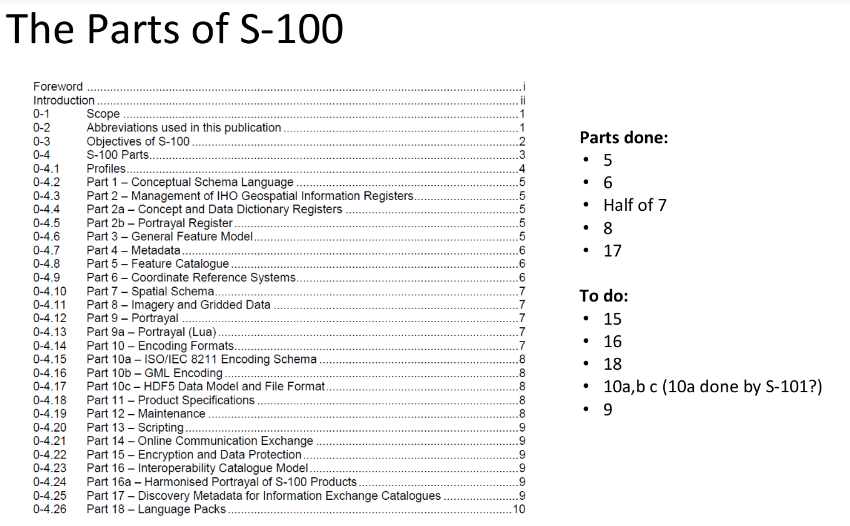 The Parts of S-100
Foreword ............ i
Introduction ............ ii
0-1 Scope ............ 1
0-2 Abbreviations used in this publication ............ 1
0-3 Objectives of S-100 ............ 2
0-4 S-100 Parts ............ 3
0-4.1 Profiles ............ 4
0-4.2 Part 1 – Conceptual Schema Language ............ 5
0-4.3 Part 2 – Management of IHO Geospatial Information Registers ............ 5
0-4.4 Part 2a – Concept and Data Dictionary Registers ............ 5
0-4.5 Part 2b – Portrayal Register ............ 5
0-4.6 Part 3 – General Feature Model ............ 5
0-4.7 Part 4 – Metadata ............ 6
0-4.8 Part 5 – Feature Catalogue ............ 6
0-4.9 Part 6 – Coordinate Reference Systems ............ 6
0-4.10 Part 7 – Spatial Schema ............ 7
0-4.11 Part 8 – Imagery and Gridded Data ............ 7
0-4.12 Part 9 – Portrayal ............ 7
0-4.13 Part 9a – Portrayal (Lua) ............ 7
0-4.14 Part 10 – Encoding Formats ............ 7
0-4.15 Part 10a – ISO/IEC 8211 Encoding Schema ............ 8
0-4.16 Part 10b – GML Encoding ............ 8
0-4.17 Part 10c – HDF5 Data Model and File Format ............ 8
0-4.18 Part 11 – Product Specifications ............ 8
0-4.19 Part 12 – Maintenance ............ 8
0-4.20 Part 13 – Scripting ............ 9
0-4.21 Part 14 – Online Communication Exchange ............ 9
0-4.22 Part 15 – Encryption and Data Protection ............ 9
0-4.23 Part 16 – Interoperability Catalogue Model ............ 9
0-4.24 Part 16a – Harmonised Portrayal of S-100 Products ............ 9
0-4.25 Part 17 – Discovery Metadata for Information Exchange Catalogues ............ 9
0-4.26 Part 18 – Language Packs ............ 10
Parts done:
• 5
• 6
• Half of 7
• 8
• 17
To do:
• 15
• 16
• 18
• 10a,b c (10a done by S-101?)
• 9